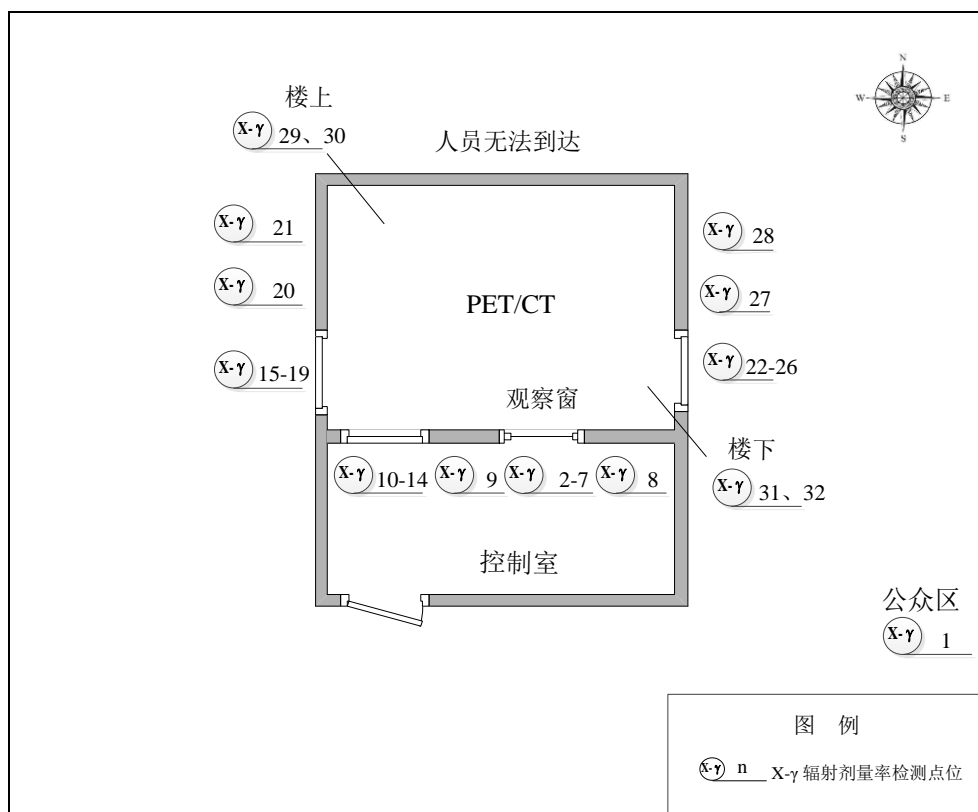 楼上
X-γ 29、30
人员无法到达
N
W E
S
X-γ 21
X-γ 28
X-γ 20
PET/CT
X-γ 27
X-γ 15-19
X-γ 22-26
观察窗
楼下
X-γ 10-14
X-γ 9
X-γ 2-7
X-γ 8
X-γ 31、32
控制室
公众区
X-γ 1
图 例
X-γ n X-γ 辐射剂量率检测点位